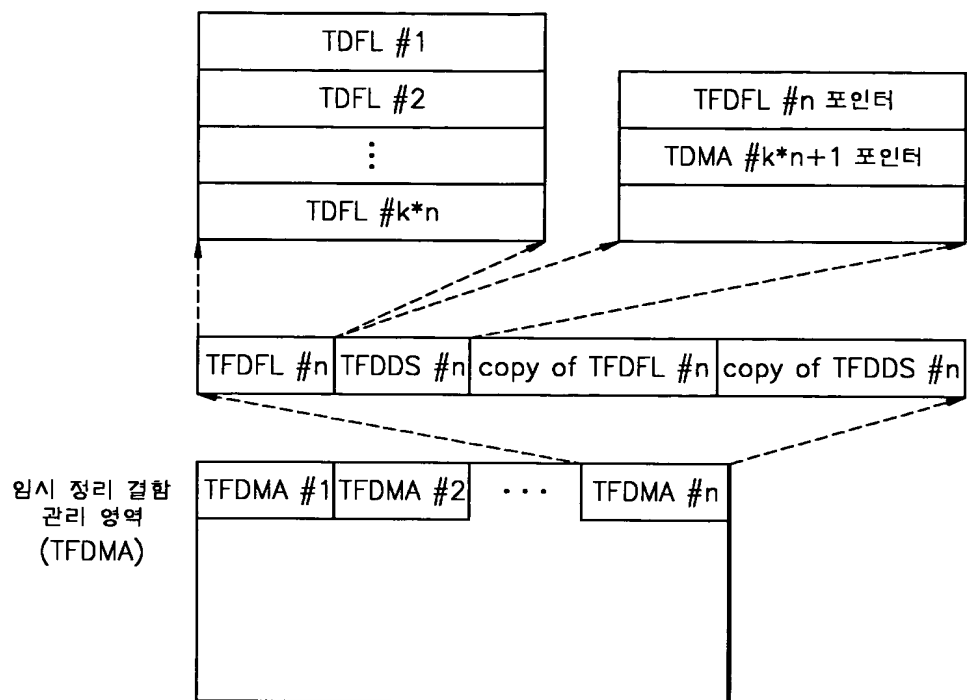 TDFL #1
TDFL #2
⋮
TDFL #k*n
TFDFL #n 포인터
TDMA #k*n+1 포인터
TFDFL #n
TFDDS #n
copy of TFDFL #n
copy of TFDDS #n
임시 정리 결함
관리 영역
(TFDMA)
TFDMA #1
TFDMA #2
...
TFDMA #n